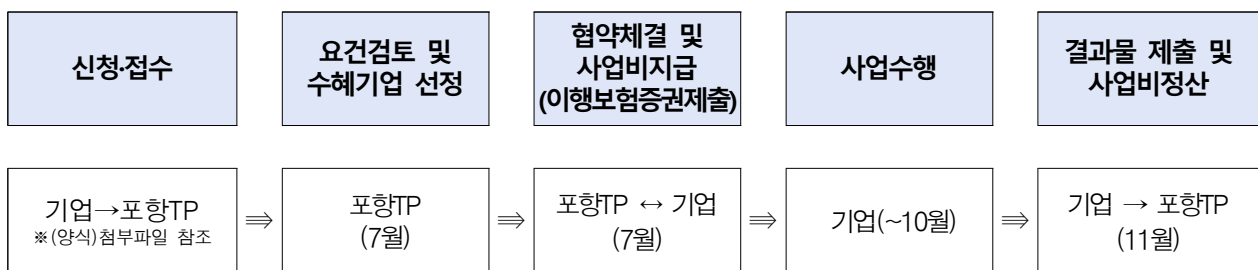 신청·접수
요건검토 및
수혜기업 선정
협약체결 및
사업비지급
(이행보험증권제출)
사업수행
결과물 제출 및
사업비정산
기업→포항TP
※(양식)첨부파일 참조
⇒
포항TP
(7월)
⇒
포항TP ↔ 기업
(7월)
⇒
기업(~10월)
⇒
기업 → 포항TP
(11월)